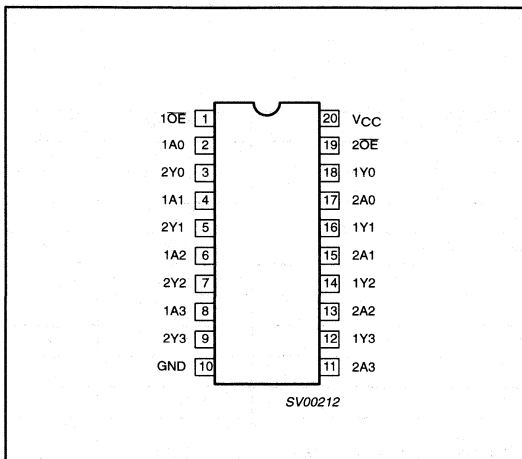 1O̅E̅ 1 20 VCC
1A0 2 19 2O̅E̅
2Y0 3 18 1Y0
1A1 4 17 2A0
2Y1 5 16 1Y1
1A2 6 15 2A1
2Y2 7 14 1Y2
1A3 8 13 2A2
2Y3 9 12 1Y3
GND 10 11 2A3
SV00212